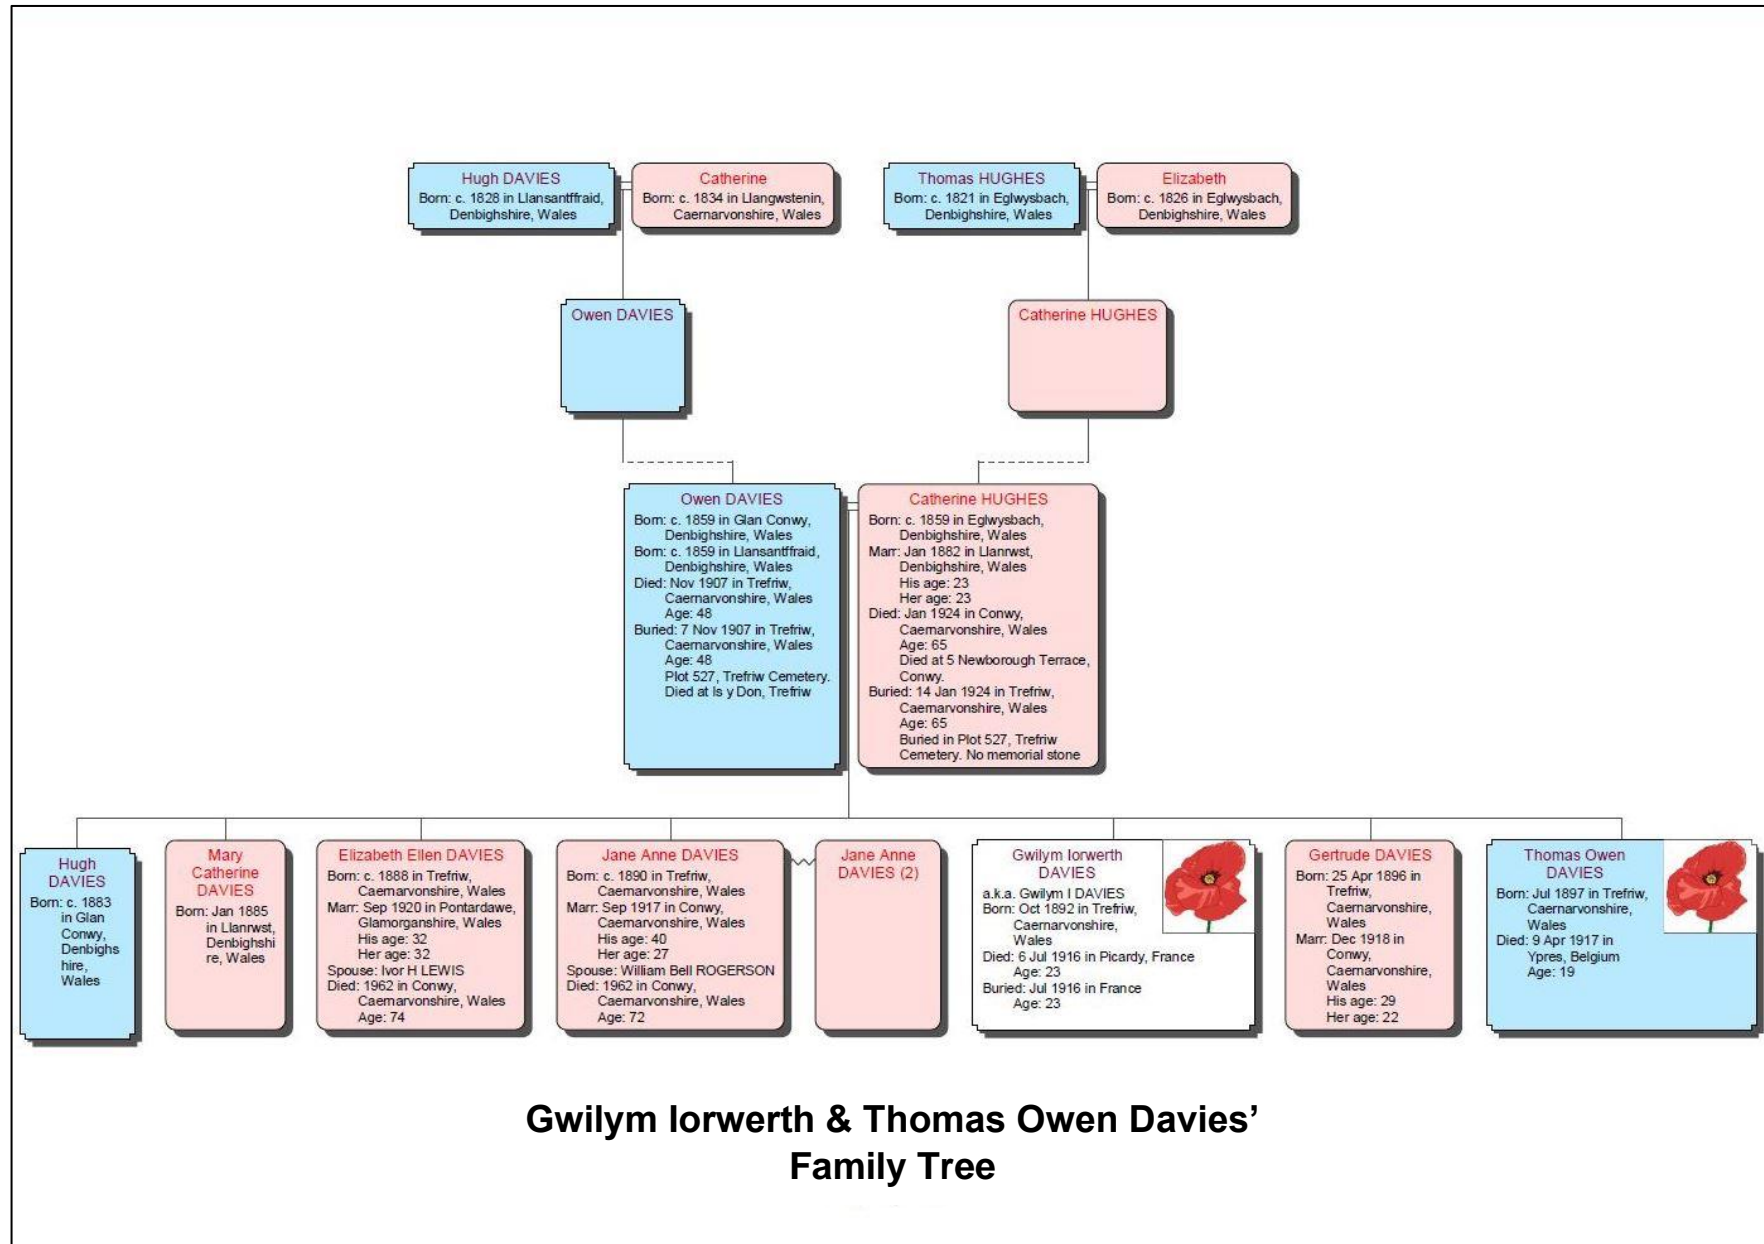 Hugh DAVIES
Born: c. 1828 in Llansantffraid,
Denbighshire, Wales
Catherine
Born: c. 1834 in Llangwstenin,
Caernarvonshire, Wales
Thomas HUGHES
Born: c. 1821 in Eglwysbach,
Denbighshire, Wales
Elizabeth
Born: c. 1826 in Eglwysbach,
Denbighshire, Wales
Owen DAVIES
Catherine HUGHES
Owen DAVIES
Born: c. 1859 in Glan Conwy,
Denbighshire, Wales
Born: c. 1859 in Llansantffraid,
Denbighshire, Wales
Died: Nov 1907 in Trefriw,
Caernarvonshire, Wales
Age: 48
Buried: 7 Nov 1907 in Trefriw,
Caernarvonshire, Wales
Age: 48
Plot 527, Trefriw Cemetery.
Died at Is y Don, Trefriw
Catherine HUGHES
Born: c. 1859 in Eglwysbach,
Denbighshire, Wales
Marr: Jan 1882 in Llanrwst,
Denbighshire, Wales
His age: 23
Her age: 23
Died: Jan 1924 in Conwy,
Caernarvonshire, Wales
Age: 65
Died at 5 Newborough Terrace,
Conwy.
Buried: 14 Jan 1924 in Trefriw,
Caernarvonshire, Wales
Age: 65
Buried in Plot 527, Trefriw
Cemetery. No memorial stone
Hugh
DAVIES
Born: c. 1883
in Glan
Conwy,
Denbighs
hire,
Wales
Mary
Catherine
DAVIES
Born: Jan 1885
in Llanrwst,
Denbighshi
re, Wales
Elizabeth Ellen DAVIES
Born: c. 1888 in Trefriw,
Caernarvonshire, Wales
Marr: Sep 1920 in Pontardawe,
Glamorganshire, Wales
His age: 32
Her age: 32
Spouse: Ivor H LEWIS
Died: 1962 in Conwy,
Caernarvonshire, Wales
Age: 74
Jane Anne DAVIES
Born: c. 1890 in Trefriw,
Caernarvonshire, Wales
Marr: Sep 1917 in Conwy,
Caernarvonshire, Wales
His age: 40
Her age: 27
Spouse: William Bell ROGERSON
Died: 1962 in Conwy,
Caernarvonshire, Wales
Age: 72
Jane Anne
DAVIES (2)
Gwilym Iorwerth
DAVIES
a.k.a. Gwilym I DAVIES
Born: Oct 1892 in Trefriw,
Caernarvonshire,
Wales
Died: 6 Jul 1916 in Picardy, France
Age: 23
Buried: Jul 1916 in France
Age: 23
Gertrude DAVIES
Born: 25 Apr 1896 in
Trefriw,
Caernarvonshire,
Wales
Marr: Dec 1918 in
Conwy,
Caernarvonshire,
Wales
His age: 29
Her age: 22
Thomas Owen
DAVIES
Born: Jul 1897 in Trefriw,
Caernarvonshire,
Wales
Died: 9 Apr 1917 in
Ypres, Belgium
Age: 19
Gwilym Iorwerth & Thomas Owen Davies’
Family Tree